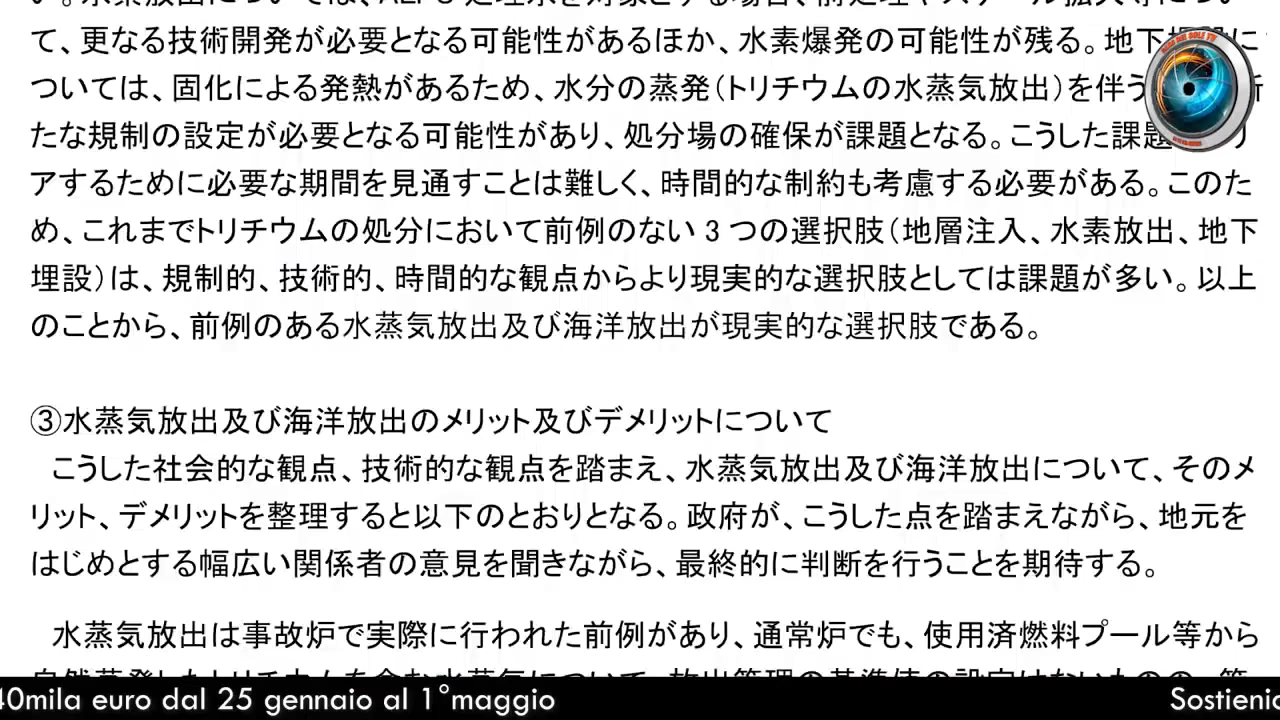 て、更なる技術開発が必要となる可能性があるほか、水素爆発の可能性が残る。地下
ついては、固化による発熱があるため、水分の蒸発(トリチウムの水蒸気放出)を伴う
たな規制の設定が必要となる可能性があり、処分場の確保が課題となる。こうした課題
アするために必要な期間を見通すことは難しく、時間的な制約も考慮する必要がある。このた
め、これまでトリチウムの処分において前例のない 3 つの選択肢(地層注入、水素放出、地下
埋設)は、規制的、技術的、時間的な観点からより現実的な選択肢としては課題が多い。以上
のことから、前例のある水蒸気放出及び海洋放出が現実的な選択肢である。
③水蒸気放出及び海洋放出のメリット及びデメリットについて
こうした社会的な観点、技術的な観点を踏まえ、水蒸気放出及び海洋放出について、そのメ
リット、デメリットを整理すると以下のとおりとなる。政府が、こうした点を踏まえながら、地元を
はじめとする幅広い関係者の意見を聞きながら、最終的に判断を行うことを期待する。
水蒸気放出は事故炉で実際に行われた前例があり、通常炉でも、使用済燃料プール等から
40mila euro dal 25 gennaio al 1°maggio
Sostieni